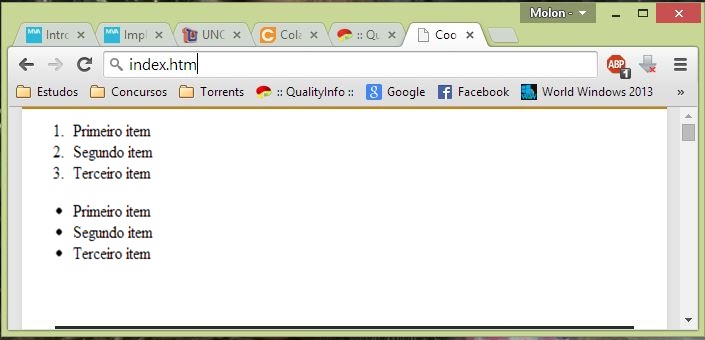 Molon -
Intro Impl UNC Cola :: Qu Coo
index.htm
ABP 1
Estudos Concursos Torrents :: QualityInfo :: Google Facebook World Windows 2013 »
1. Primeiro item
2. Segundo item
3. Terceiro item
• Primeiro item
• Segundo item
• Terceiro item